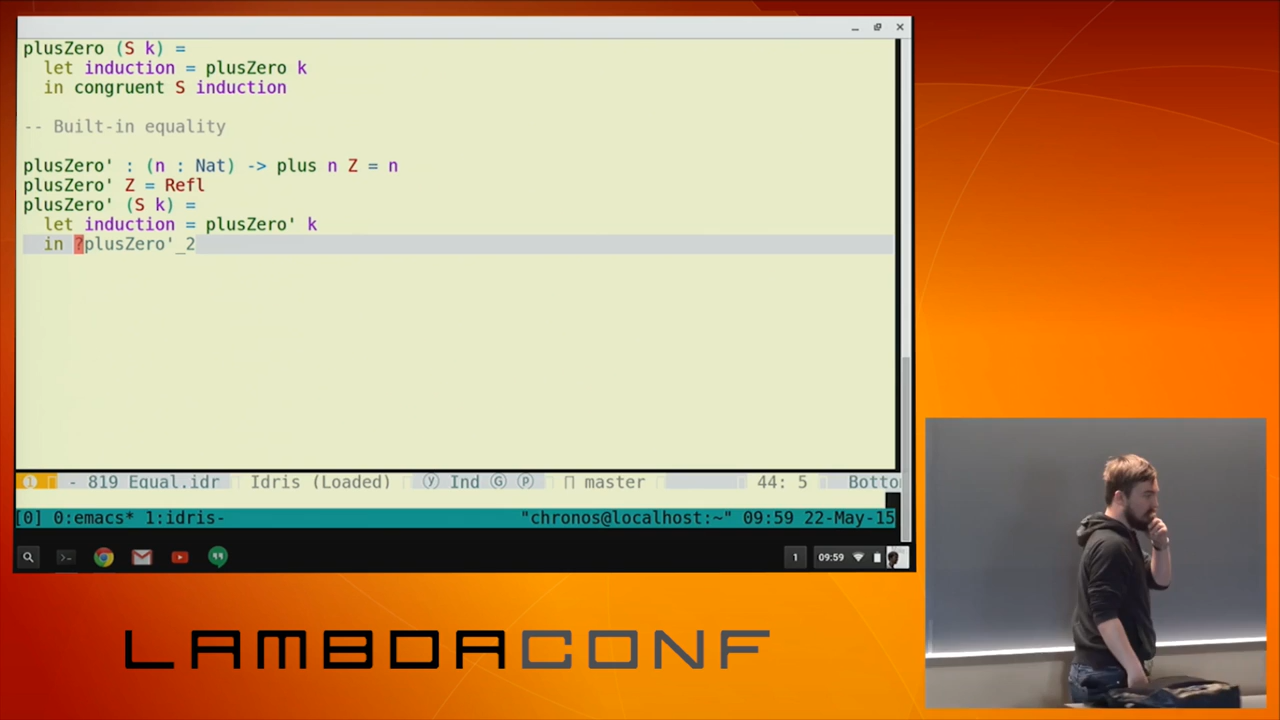 plusZero (S k) =
let induction = plusZero k
in congruent S induction
-- Built-in equality
plusZero' : (n : Nat) -> plus n Z = n
plusZero' Z = Refl
plusZero' (S k) =
let induction = plusZero' k
in ?plusZero'_2
- 819 Equal.idr Idris (Loaded) ⓨ Ind Ⓖ ⓟ master 44: 5 Botto
[0] 0:emacs* 1:idris- "chronos@localhost:~" 09:59 22-May-15
1 09:59
LAMBDACONF